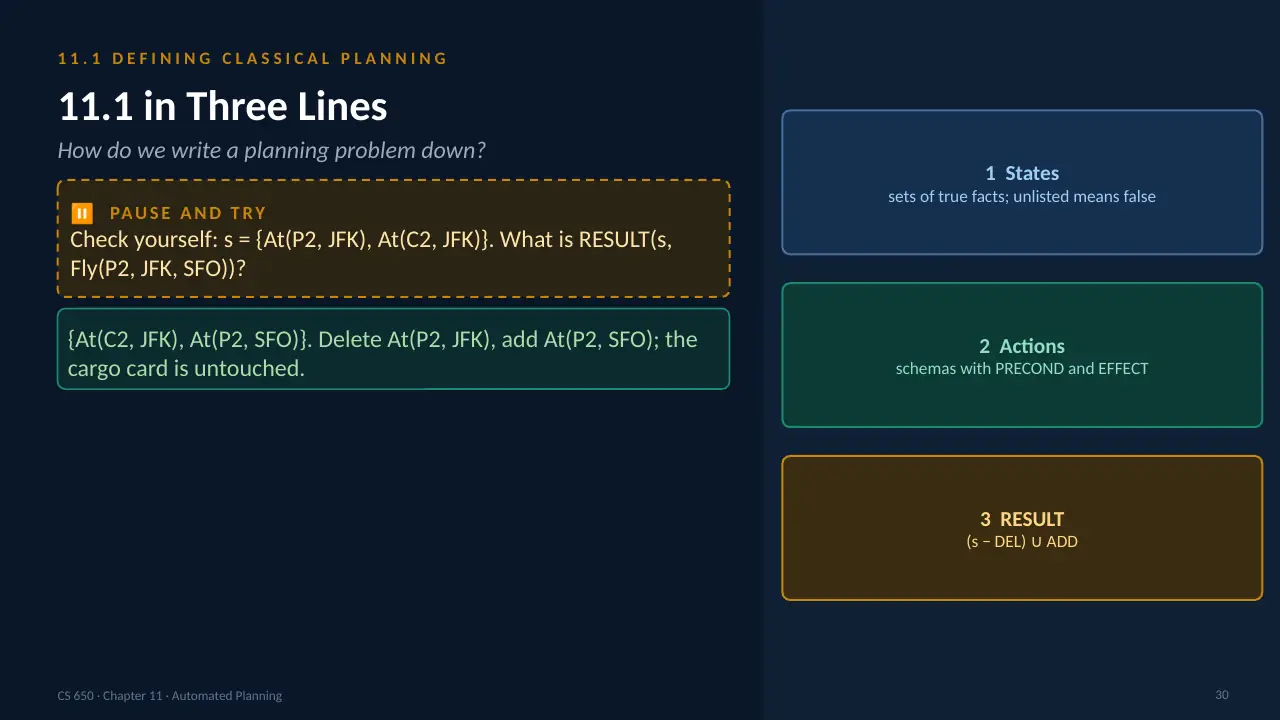 11.1 DEFINING CLASSICAL PLANNING
11.1 in Three Lines
How do we write a planning problem down?
⏸ PAUSE AND TRY
Check yourself: s = {At(P2, JFK), At(C2, JFK)}. What is RESULT(s,
Fly(P2, JFK, SFO))?
{At(C2, JFK), At(P2, SFO)}. Delete At(P2, JFK), add At(P2, SFO); the
cargo card is untouched.
1 States
sets of true facts; unlisted means false
2 Actions
schemas with PRECOND and EFFECT
3 RESULT
(s − DEL) ∪ ADD
CS 650 · Chapter 11 · Automated Planning
30